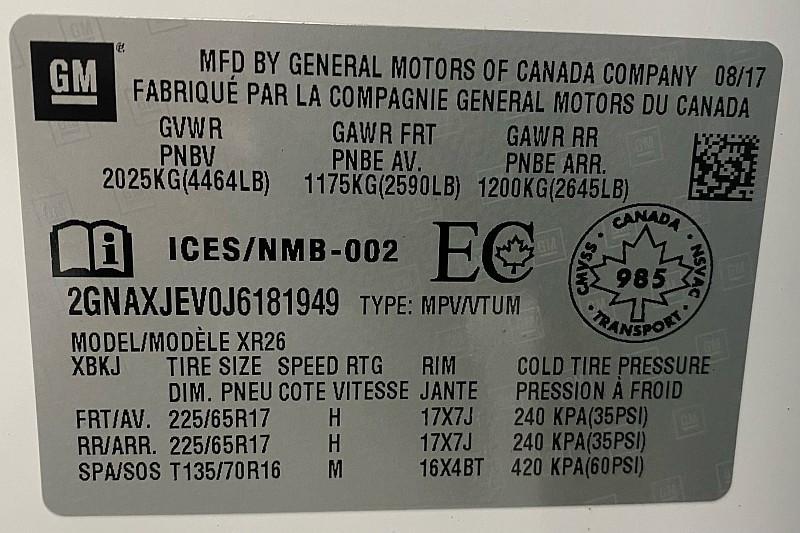 GM
MFD BY GENERAL MOTORS OF CANADA COMPANY 08/17
FABRIQUÉ PAR LA COMPAGNIE GENERAL MOTORS DU CANADA
GVWR GAWR FRT GAWR RR
PNBV PNBE AV. PNBE ARR.
2025KG(4464LB) 1175KG(2590LB) 1200KG(2645LB)
i ICES/NMB-002 EC
CANADA
CMVSS 985 NSVAC
TRANSPORT
2GNAXJEV0J6181949 TYPE: MPV/VTUM
MODEL/MODÈLE XR26
XBKJ TIRE SIZE SPEED RTG RIM COLD TIRE PRESSURE
DIM. PNEU COTE VITESSE JANTE PRESSION À FROID
FRT/AV. 225/65R17 H 17X7J 240 KPA(35PSI)
RR/ARR. 225/65R17 H 17X7J 240 KPA(35PSI)
SPA/SOS T135/70R16 M 16X4BT 420 KPA(60PSI)